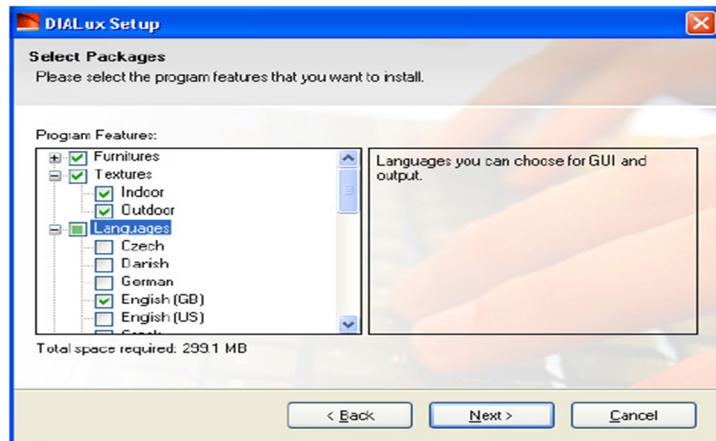 DIALux Setup
Select Packages
Please select the program features that you want to install.
Program Features:
Furnitures
Textures
Indoor
Outdoor
Languages
Czech
Danish
German
English (GB)
English (US)
Languages you can choose for GUI and
output.
Total space required: 299.1 MB
< Back
Next >
Cancel